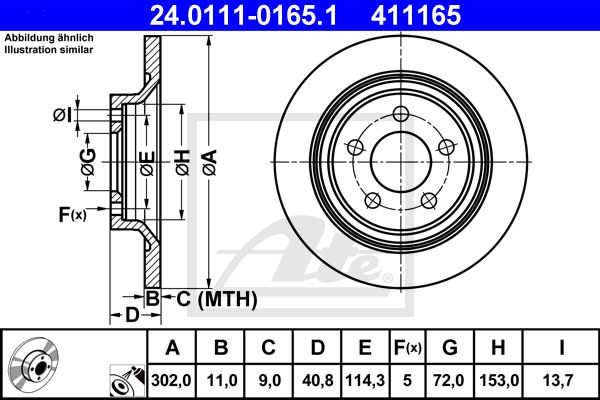 24.0111-0165.1 411165
Abbildung ähnlich
Illustration similar
ØI
ØG
ØE
ØH
ØA
F(x)
B
C (MTH)
D
Ate
A B C D E F(x) G H I
302,0 11,0 9,0 40,8 114,3 5 72,0 153,0 13,7